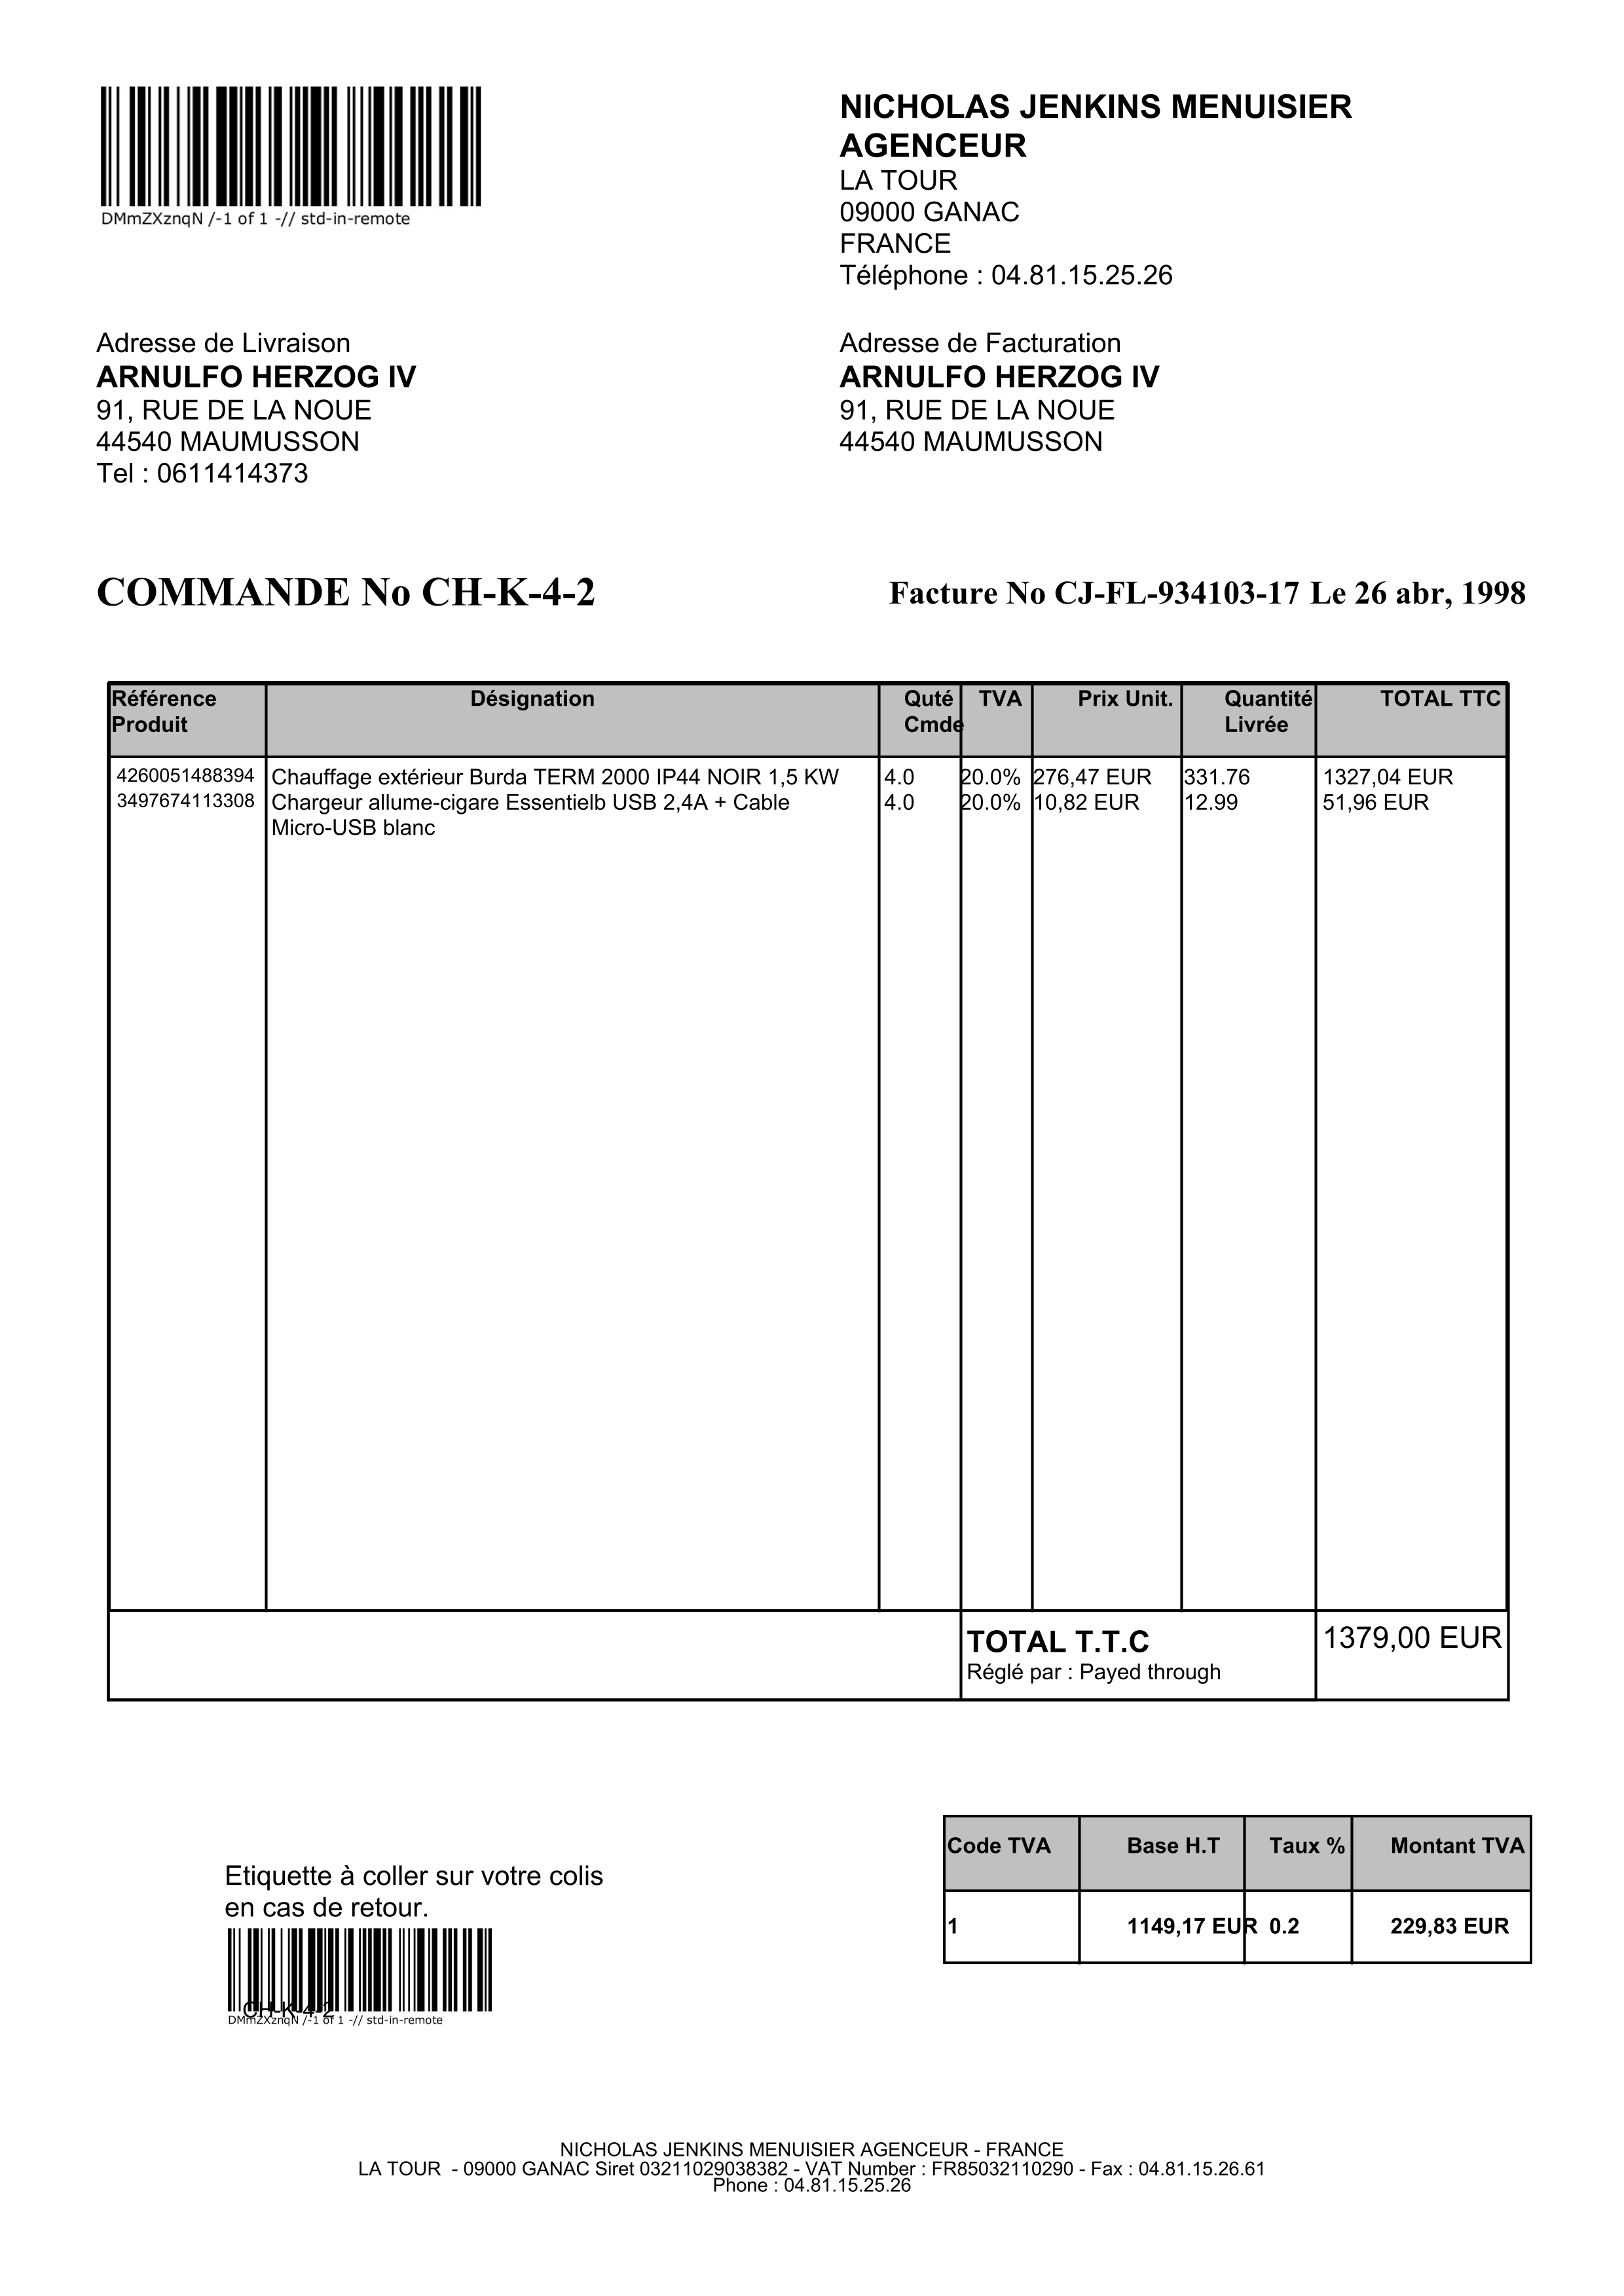 DMmZXznqN /-1 of 1 -// std-in-remote
NICHOLAS JENKINS MENUISIER
AGENCEUR
LA TOUR
09000 GANAC
FRANCE
Téléphone : 04.81.15.25.26
Adresse de Livraison
ARNULFO HERZOG IV
91, RUE DE LA NOUE
44540 MAUMUSSON
Tel : 0611414373
Adresse de Facturation
ARNULFO HERZOG IV
91, RUE DE LA NOUE
44540 MAUMUSSON
COMMANDE No CH-K-4-2
Facture No CJ-FL-934103-17 Le 26 abr, 1998
Référence Produit Désignation Quté Cmde TVA Prix Unit. Quantité Livrée TOTAL TTC
4260051488394 Chauffage extérieur Burda TERM 2000 IP44 NOIR 1,5 KW 4.0 20.0% 276,47 EUR 331.76 1327,04 EUR
3497674113308 Chargeur allume-cigare Essentielb USB 2,4A + Cable 4.0 20.0% 10,82 EUR 12.99 51,96 EUR
Micro-USB blanc
TOTAL T.T.C 1379,00 EUR
Réglé par : Payed through
Code TVA Base H.T Taux % Montant TVA
1 1149,17 EUR 0.2 229,83 EUR
Etiquette à coller sur votre colis
en cas de retour.
CH-K-4-2
DMmZXznqN /-1 of 1 -// std-in-remote
NICHOLAS JENKINS MENUISIER AGENCEUR - FRANCE
LA TOUR - 09000 GANAC Siret 03211029038382 - VAT Number : FR85032110290 - Fax : 04.81.15.26.61
Phone : 04.81.15.25.26